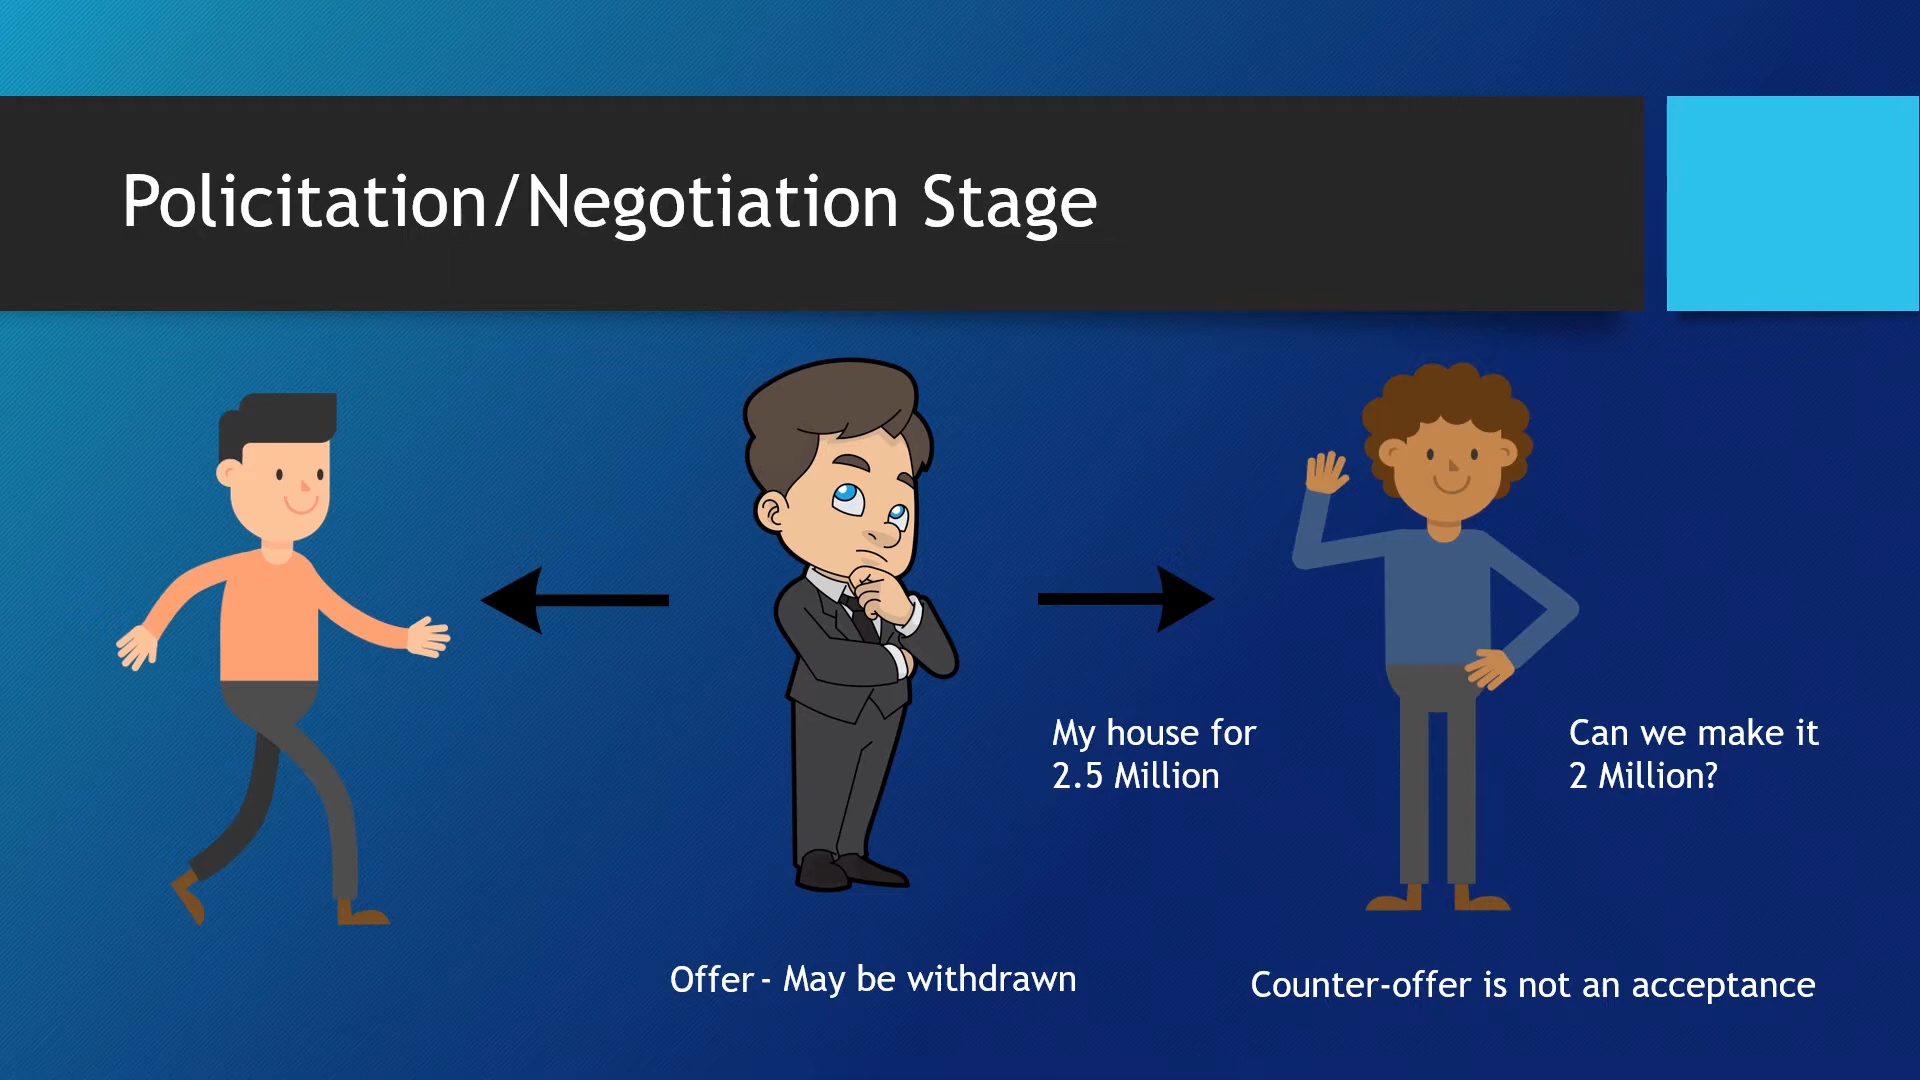 Policitation/Negotiation Stage
My house for
2.5 Million
Can we make it
2 Million?
Offer - May be withdrawn
Counter-offer is not an acceptance